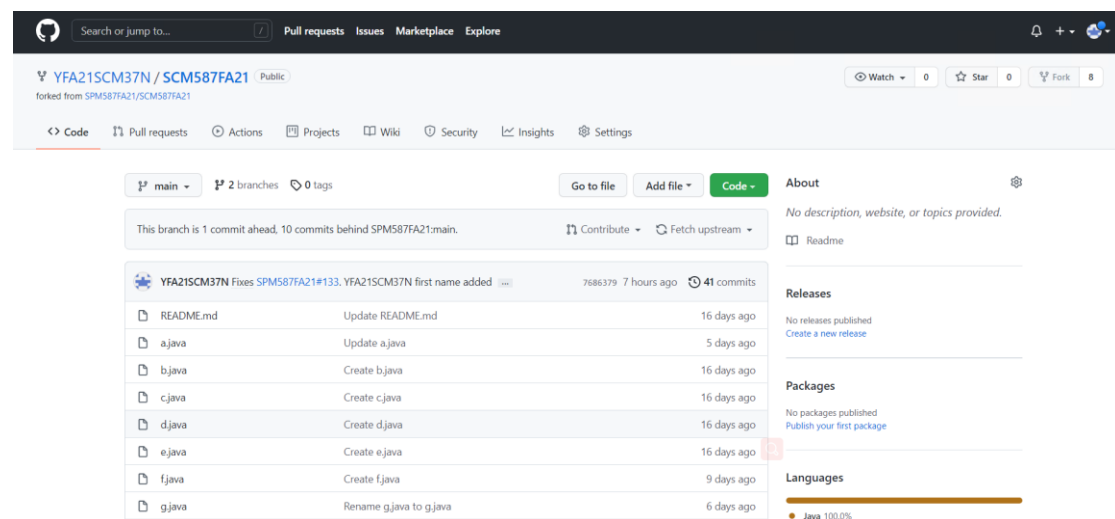 Search or jump to... /
Pull requests Issues Marketplace Explore
YFA21SCM37N / SCM587FA21 Public
forked from SPM587FA21/SCM587FA21
Watch 0 Star 0 Fork 8
Code Pull requests Actions Projects Wiki Security Insights Settings
main 2 branches 0 tags Go to file Add file Code
This branch is 1 commit ahead, 10 commits behind SPM587FA21:main. Contribute Fetch upstream
YFA21SCM37N Fixes SPM587FA21#133. YFA21SCM37N first name added ... 7686379 7 hours ago 41 commits
README.md Update README.md 16 days ago
a.java Update a.java 5 days ago
b.java Create b.java 16 days ago
c.java Create c.java 16 days ago
d.java Create d.java 16 days ago
e.java Create e.java 16 days ago
f.java Create f.java 9 days ago
g.java Rename g,java to g.java 6 days ago
About
No description, website, or topics provided.
Readme
Releases
No releases published
Create a new release
Packages
No packages published
Publish your first package
Languages
Java 100.0%